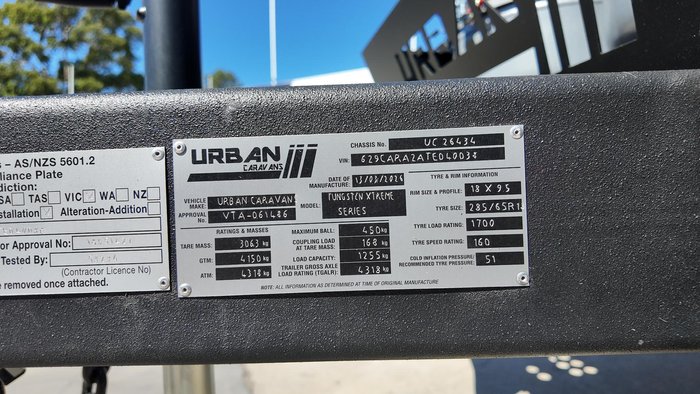 URBAN
URBAN
CARAVANS
CHASSIS No. UC 26434
VIN: 629CARA2ATE040038
DATE OF MANUFACTURE: 13/03/2026
VEHICLE MAKE: URBAN CARAVAN
MODEL: TUNGSTEN XTREME SERIES
APPROVAL No. VTA-061486
RATINGS & MASSES
TARE MASS: 3063 kg
GTM: 4150 kg
ATM: 4318 kg
MAXIMUM BALL: 450 kg
COUPLING LOAD AT TARE MASS: 168 kg
LOAD CAPACITY: 1255 kg
TRAILER GROSS AXLE LOAD RATING (TGALR): 4318 kg
TYRE & RIM INFORMATION
RIM SIZE & PROFILE: 18 X 95
TYRE SIZE: 285/65R1
TYRE LOAD RATING: 1700
TYRE SPEED RATING: 160
COLD INFLATION PRESSURE: RECOMMENDED TYRE PRESSURE: 51
NOTE: ALL INFORMATION AS DETERMINED AT TIME OF ORIGINAL MANUFACTURE
– AS/NZS 5601.2
liance Plate
diction:
SA TAS VIC WA NZ
nstallation Alteration-Addition
or Approval No:
Tested By:
(Contractor Licence No)
e removed once attached.